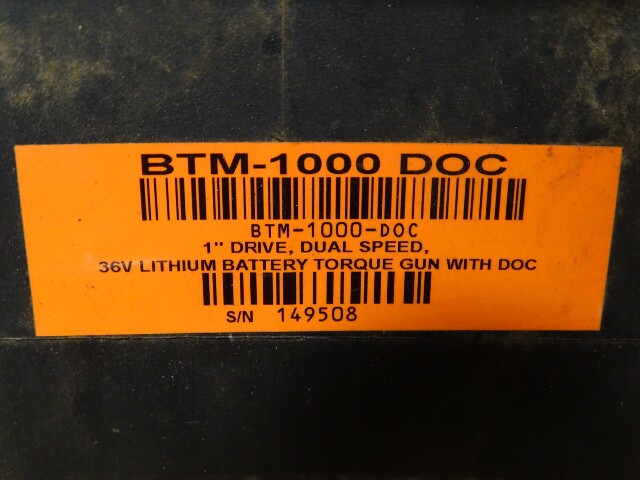 BTM-1000 DOC
BTM-1000-DOC
1" DRIVE, DUAL SPEED,
36V LITHIUM BATTERY TORQUE GUN WITH DOC
S/N 149508